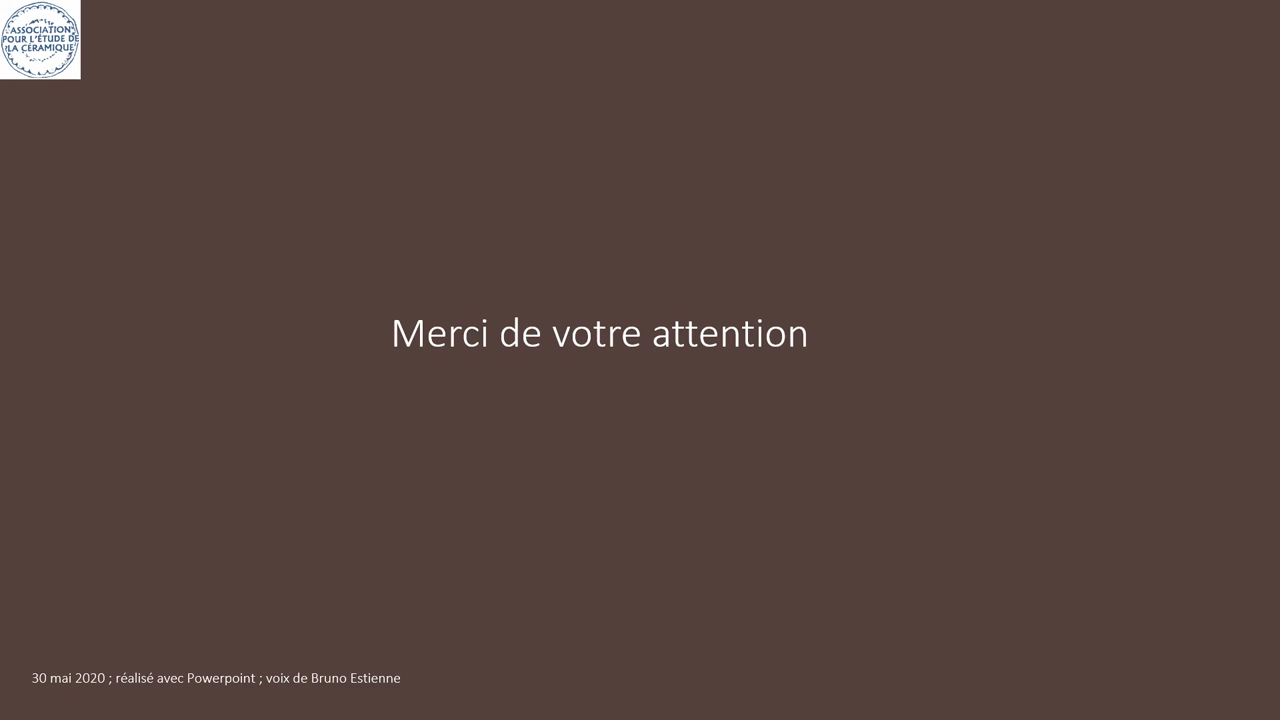 ASSOCIATION
POUR L'ÉTUDE DE
LA CÉRAMIQUE
Merci de votre attention
30 mai 2020 ; réalisé avec Powerpoint ; voix de Bruno Estienne